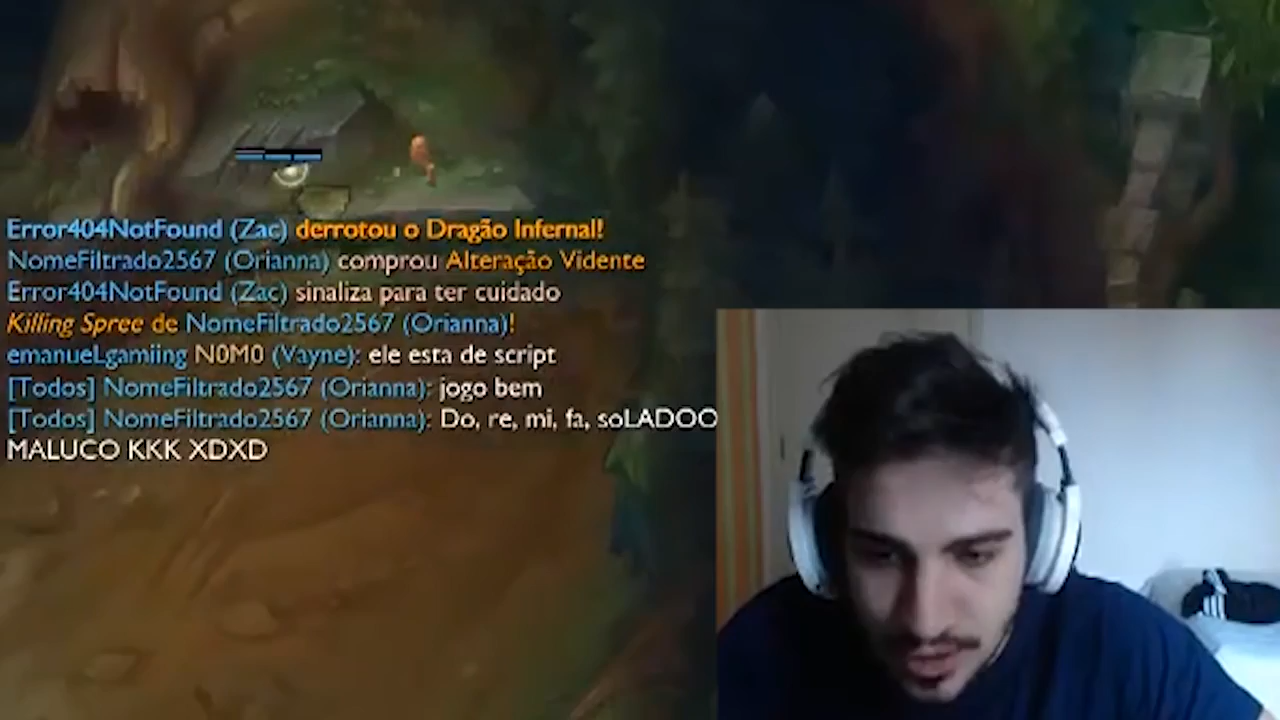 Error404NotFound (Zac) derrotou o Dragão Infernal!
NomeFiltrado2567 (Orianna) comprou Alteração Vidente
Error404NotFound (Zac) sinaliza para ter cuidado
Killing Spree de NomeFiltrado2567 (Orianna)!
emanueLgamiing N0M0 (Vayne): ele esta de script
[Todos] NomeFiltrado2567 (Orianna): jogo bem
[Todos] NomeFiltrado2567 (Orianna): Do, re, mi, fa, soLADOO
MALUCO KKK XDXD